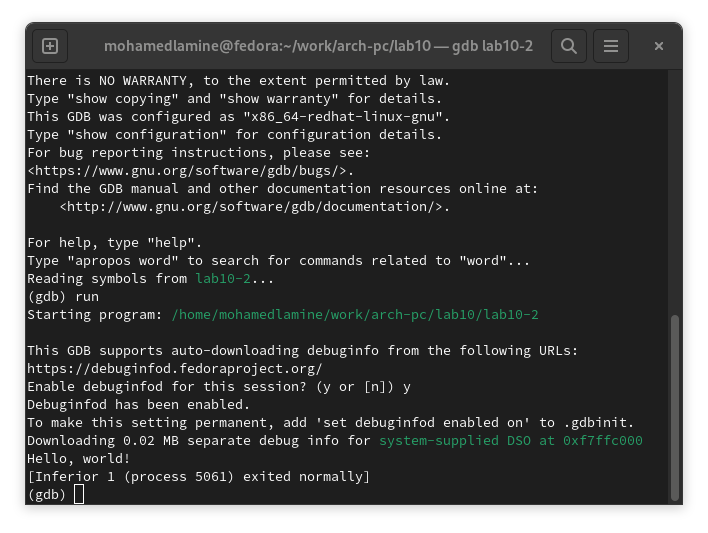 mohamedlamine@fedora:~/work/arch-pc/lab10 — gdb lab10-2
There is NO WARRANTY, to the extent permitted by law.
Type "show copying" and "show warranty" for details.
This GDB was configured as "x86_64-redhat-linux-gnu".
Type "show configuration" for configuration details.
For bug reporting instructions, please see:
<https://www.gnu.org/software/gdb/bugs/>.
Find the GDB manual and other documentation resources online at:
    <http://www.gnu.org/software/gdb/documentation/>.

For help, type "help".
Type "apropos word" to search for commands related to "word"...
Reading symbols from lab10-2...
(gdb) run
Starting program: /home/mohamedlamine/work/arch-pc/lab10/lab10-2

This GDB supports auto-downloading debuginfo from the following URLs:
https://debuginfod.fedoraproject.org/
Enable debuginfod for this session? (y or [n]) y
Debuginfod has been enabled.
To make this setting permanent, add 'set debuginfod enabled on' to .gdbinit.
Downloading 0.02 MB separate debug info for system-supplied DSO at 0xf7ffc000
Hello, world!
[Inferior 1 (process 5061) exited normally]
(gdb)